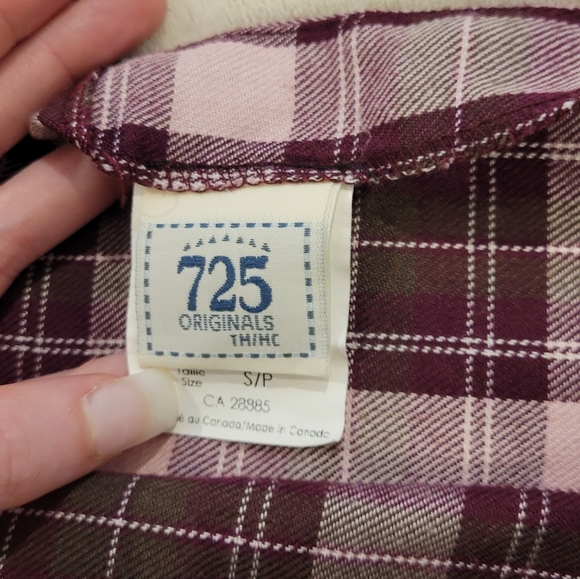 725
ORIGINALS
TM/MC
Taille
Size S/P
CA 28885
é au Canada/Made in Canada